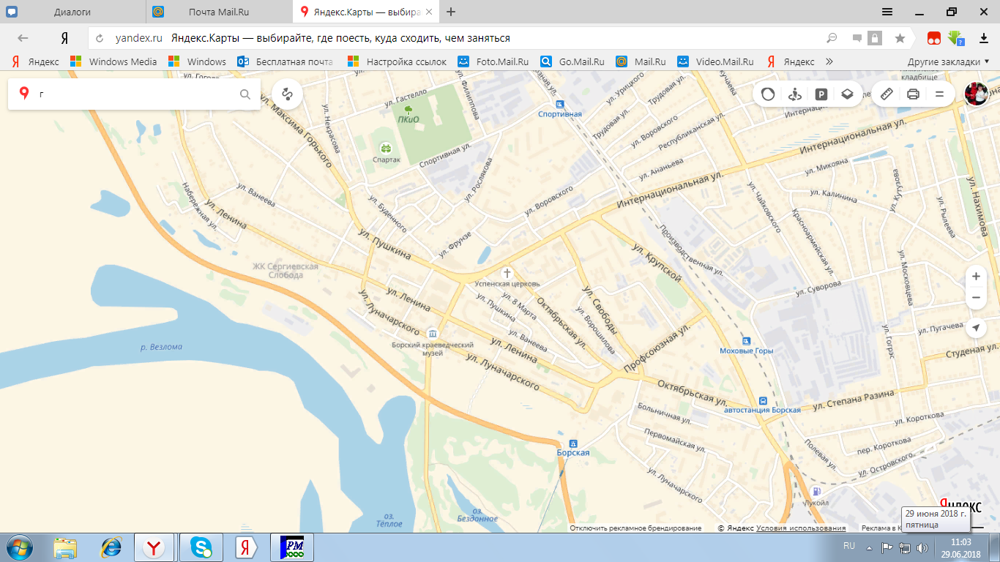 Диалоги
Почта Mail.Ru
Яндекс.Карты — выбира
yandex.ru Яндекс.Карты — выбирайте, где поесть, куда сходить, чем заняться
Яндекс
Windows Media
Windows
Бесплатная почта
Настройка ссылок
Foto.Mail.Ru
Go.Mail.Ru
Mail.Ru
Video.Mail.Ru
Яндекс
Другие закладки
г
ул. Гастелло
ул. Филиппова
ул. Урицкого
Трудовая ул.
кладбище
ПКиО
Спортивная
ул. Максима Горького
ул. Некрасова
Трудовая ул.
ул. Воровского
Республиканская ул.
Интернациональная ул.
Спартак
Спортивная ул.
ул. Рослякова
ул. Ананьева
ул. Микояна
Набережная ул.
ул. Ванеева
ул. Буденного
ул. Воровского
Интернациональная ул.
ул. Чайковского
ул. Калинина
ул. Кутузова
ул. Нахимова
ул. Ленина
ул. Рылеева
Красноармейская ул.
ул. Пушкина
ул. Фрунзе
Производственная ул.
ул. Крупской
ул. Московцева
ЖК Сергиевская
Слобода
Успенская церковь
ул. Суворова
ул. Ленина
ул. Луначарского
ул. 8 Марта
ул. Пушкина
Октябрьская ул.
ул. Свободы
ул. Ворошилова
ул. Пугачева
ул. Гогрэс
Борский краеведческий
музей
ул. Ванеева
Профсоюзная ул.
Моховые Горы
Студеная ул.
р. Везлома
ул. Ленина
ул. Луначарского
Октябрьская ул.
автостанция Борская
ул. Степана Разина
Больничная ул.
ул. Короткова
Первомайская ул.
Борская
Полевая ул.
пер. Короткова
ул. Островского
ул. Луначарского
Лукойл
оз.
Бездонное
оз.
Тёплое
Яндекс
29 июня 2018 г.
пятница
Отключить рекламное брендирование
© Яндекс Условия использования
Реклама в К
PM
RU
11:03
29.06.2018